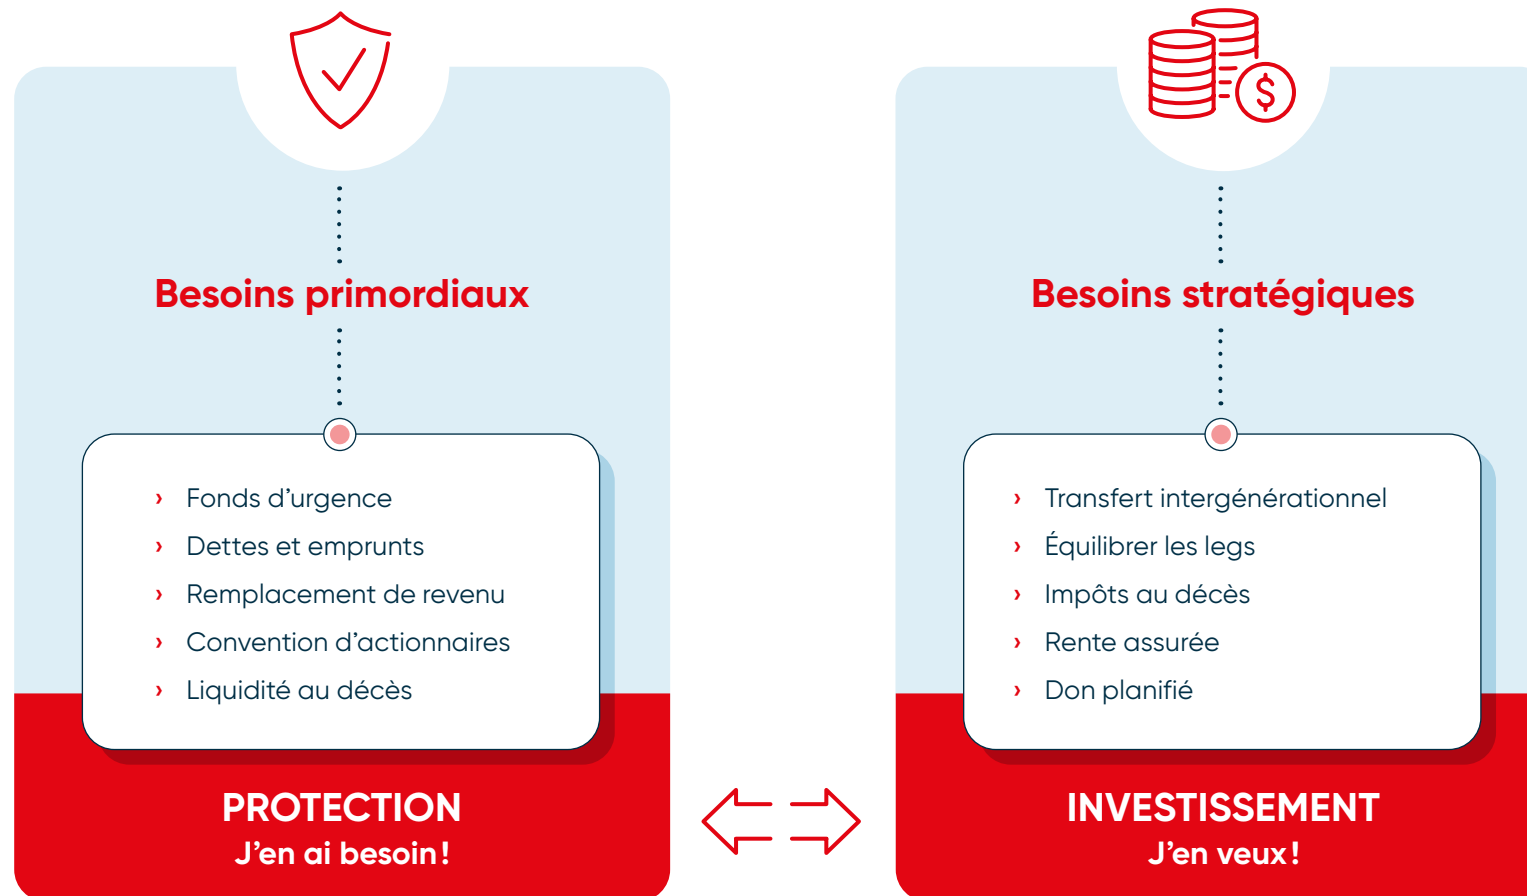 Besoins primordiaux
› Fonds d’urgence
› Dettes et emprunts
› Remplacement de revenu
› Convention d’actionnaires
› Liquidité au décès
PROTECTION
J’en ai besoin !
$
Besoins stratégiques
› Transfert intergénérationnel
› Équilibrer les legs
› Impôts au décès
› Rente assurée
› Don planifié
INVESTISSEMENT
J’en veux !